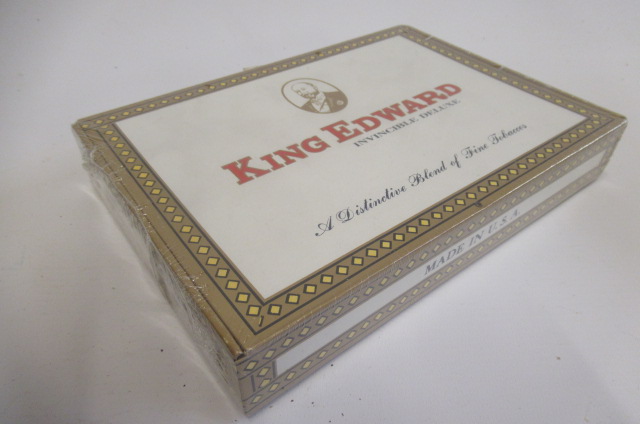 KING EDWARD
INVINCIBLE DELUXE
A Distinctive Blend of Fine Tobaccos
MADE IN U.S.A.